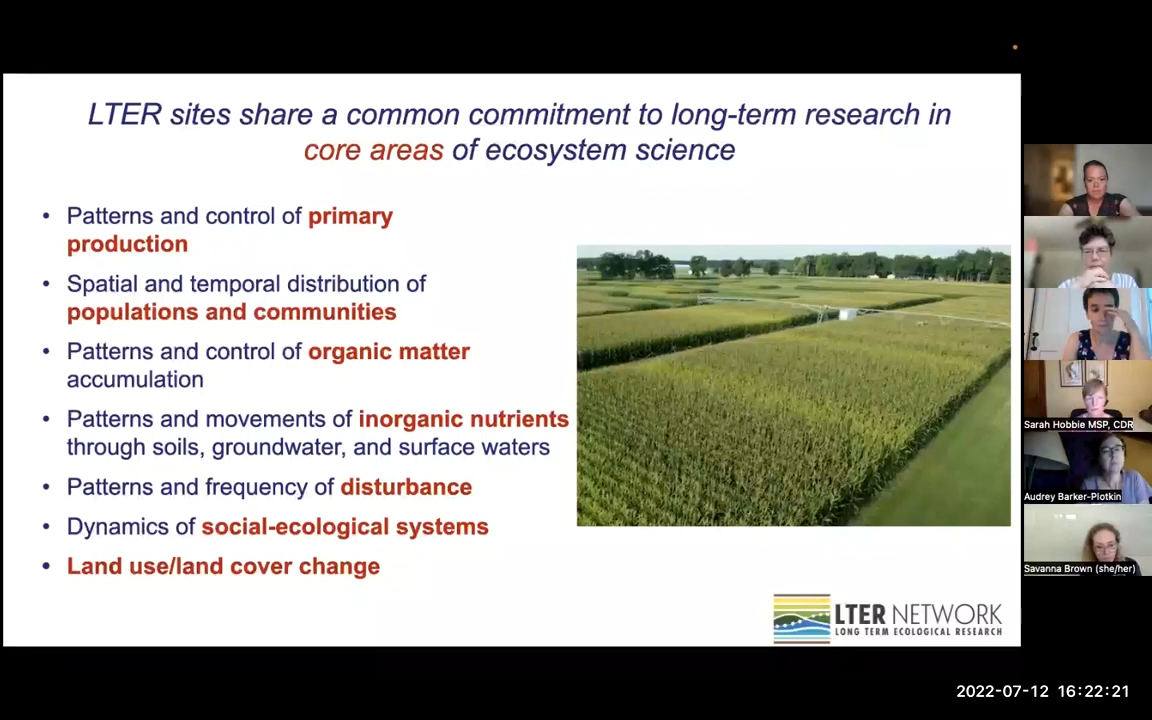 LTER sites share a common commitment to long-term research in
core areas of ecosystem science
• Patterns and control of primary
production
• Spatial and temporal distribution of
populations and communities
• Patterns and control of organic matter
accumulation
• Patterns and movements of inorganic nutrients
through soils, groundwater, and surface waters
• Patterns and frequency of disturbance
• Dynamics of social-ecological systems
• Land use/land cover change
LTER NETWORK
LONG TERM ECOLOGICAL RESEARCH
Sarah Hobbie MSP, CDR
Audrey Barker-Plotkin
Savanna Brown (she/her)
2022-07-12 16:22:21